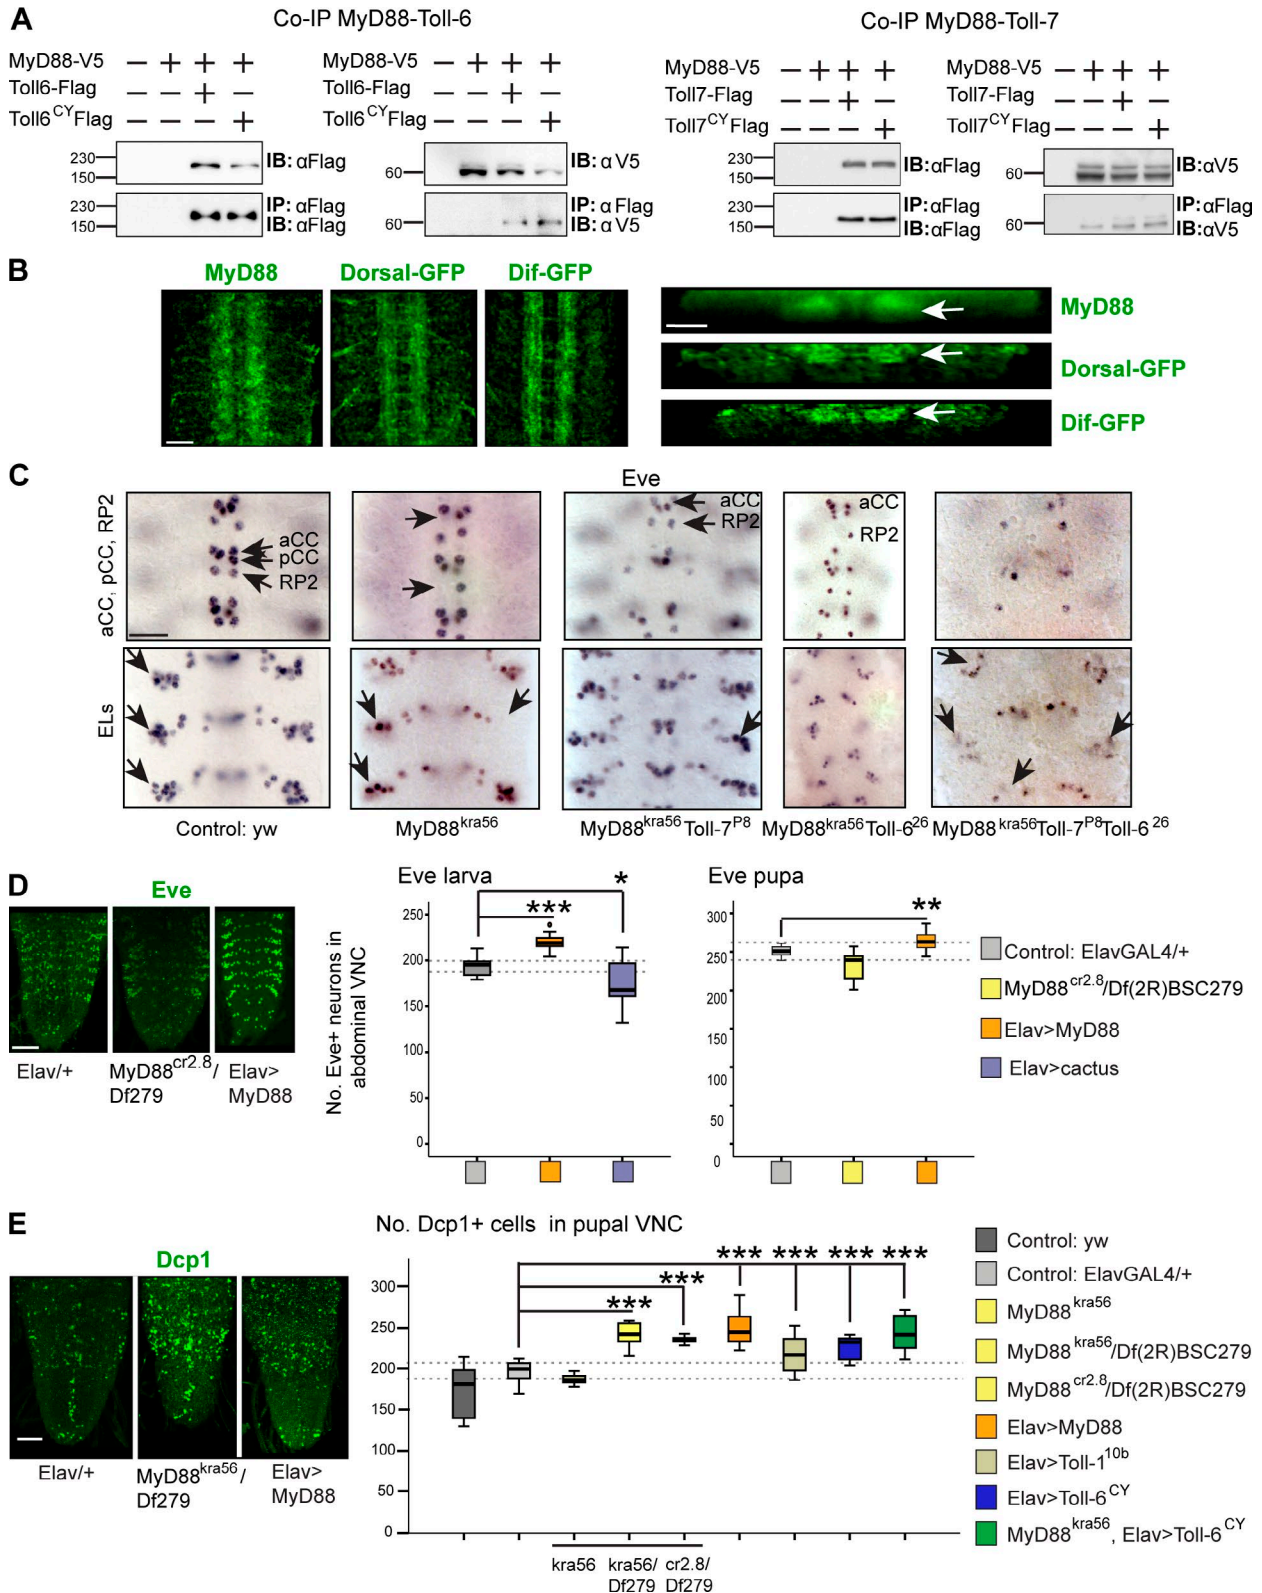 A
Co-IP MyD88-Toll-6
Co-IP MyD88-Toll-7
MyD88-V5 — + + +
Toll6-Flag — — + —
Toll6CYFlag — — — +
230
150
IB: αFlag
230
150
IP: αFlag
IB: αFlag
MyD88-V5 — + + +
Toll6-Flag — — + —
Toll6CYFlag — — — +
60
IB: α V5
60
IP: α Flag
IB: α V5
MyD88-V5 — + + +
Toll7-Flag — — + —
Toll7CYFlag — — — +
230
150
IB:αFlag
230
150
IP: αFlag
IB:αFlag
MyD88-V5 — + + +
Toll7-Flag — — + —
Toll7CYFlag — — — +
60
IB:αV5
60
IP: αFlag
IB:αV5
B
MyD88
Dorsal-GFP
Dif-GFP
MyD88
Dorsal-GFP
Dif-GFP
C
Eve
aCC, pCC, RP2
aCC
pCC
RP2
aCC
RP2
aCC
RP2
ELs
Control: yw
MyD88kra56
MyD88kra56Toll-7P8
MyD88kra56Toll-626
MyD88kra56Toll-7P8Toll-626
D
Eve
Elav/+
MyD88cr2.8/
Df279
Elav>
MyD88
Eve larva
No. Eve+ neurons in
abdominal VNC
250
200
150
100
50
0
***
*
Eve pupa
300
250
200
150
100
50
0
**
Control: ElavGAL4/+
MyD88cr2.8/Df(2R)BSC279
Elav>MyD88
Elav>cactus
E
Dcp1
Elav/+
MyD88kra56/
Df279
Elav>
MyD88
No. Dcp1+ cells in pupal VNC
300
250
200
150
100
50
0
*** *** *** *** *** ***
kra56
kra56/
Df279
cr2.8/
Df279
Control: yw
Control: ElavGAL4/+
MyD88kra56
MyD88kra56/Df(2R)BSC279
MyD88cr2.8/Df(2R)BSC279
Elav>MyD88
Elav>Toll-110b
Elav>Toll-6CY
MyD88kra56, Elav>Toll-6CY